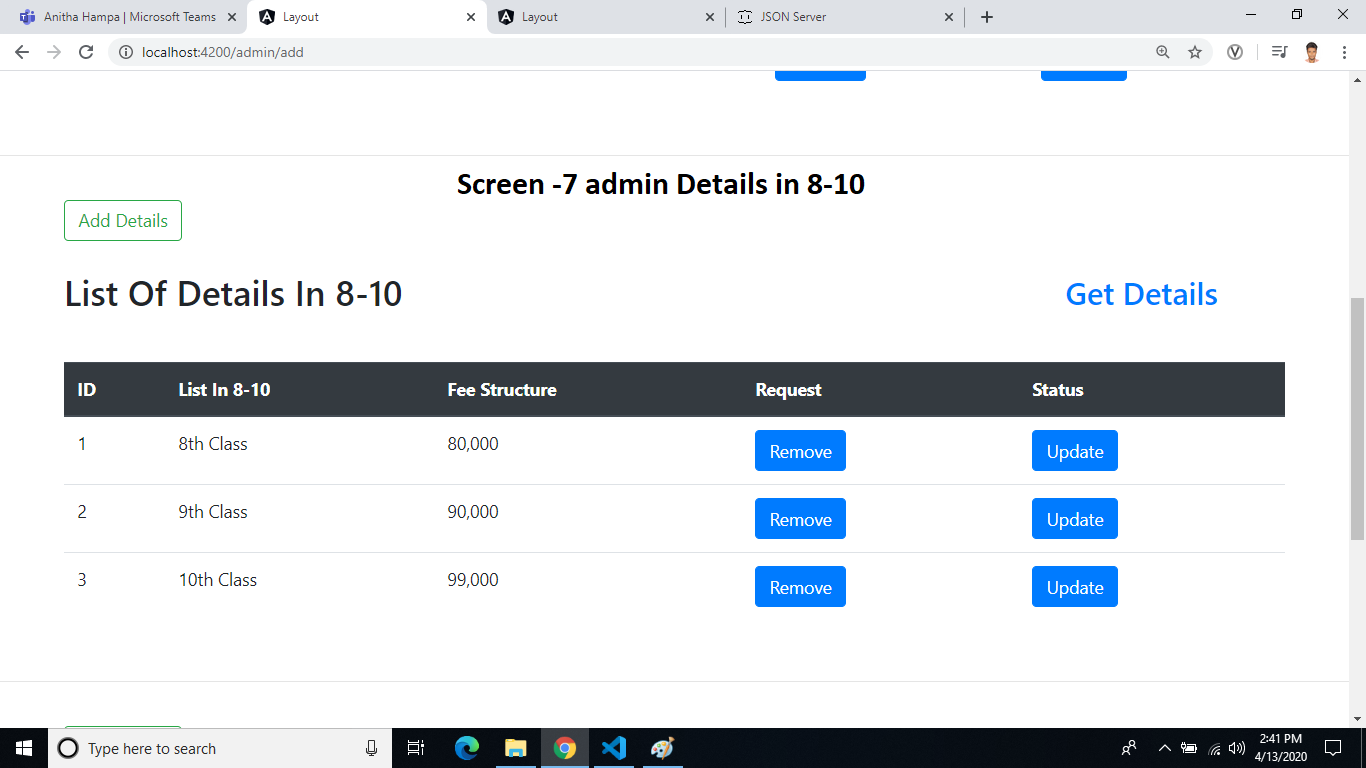 Anitha Hampa | Microsoft Teams
Layout
Layout
JSON Server
localhost:4200/admin/add
Screen -7 admin Details in 8-10
Add Details
List Of Details In 8-10
Get Details
ID List In 8-10 Fee Structure Request Status
1 8th Class 80,000 Remove Update
2 9th Class 90,000 Remove Update
3 10th Class 99,000 Remove Update
Type here to search
2:41 PM
4/13/2020